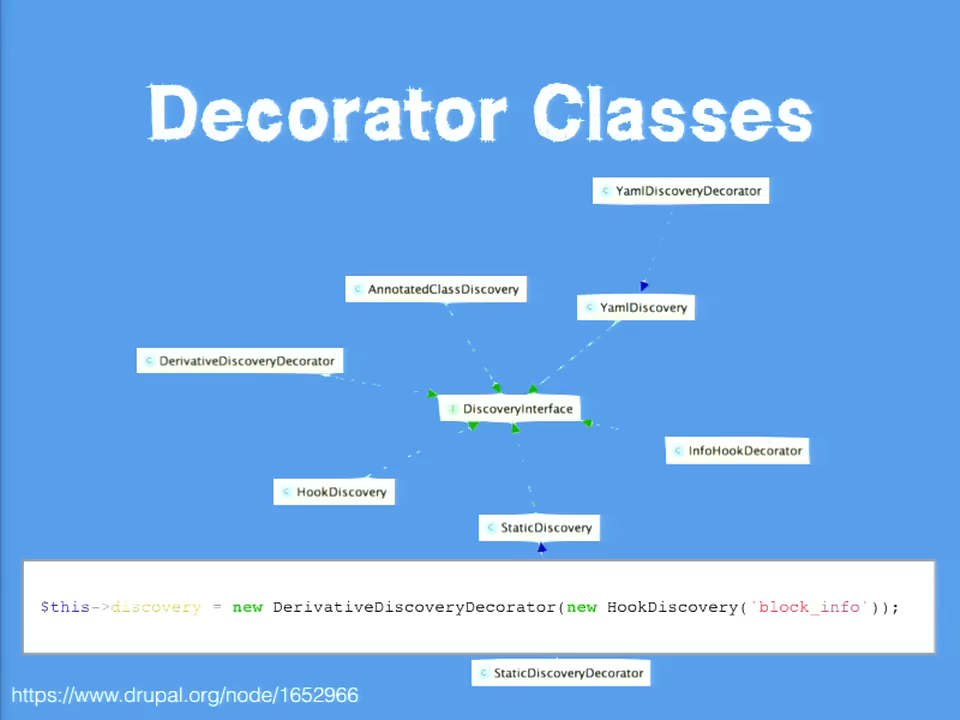 Decorator Classes
C YamlDiscoveryDecorator
C AnnotatedClassDiscovery
C YamlDiscovery
C DerivativeDiscoveryDecorator
I DiscoveryInterface
C InfoHookDecorator
C HookDiscovery
C StaticDiscovery
$this->discovery = new DerivativeDiscoveryDecorator(new HookDiscovery('block_info'));
C StaticDiscoveryDecorator
https://www.drupal.org/node/1652966